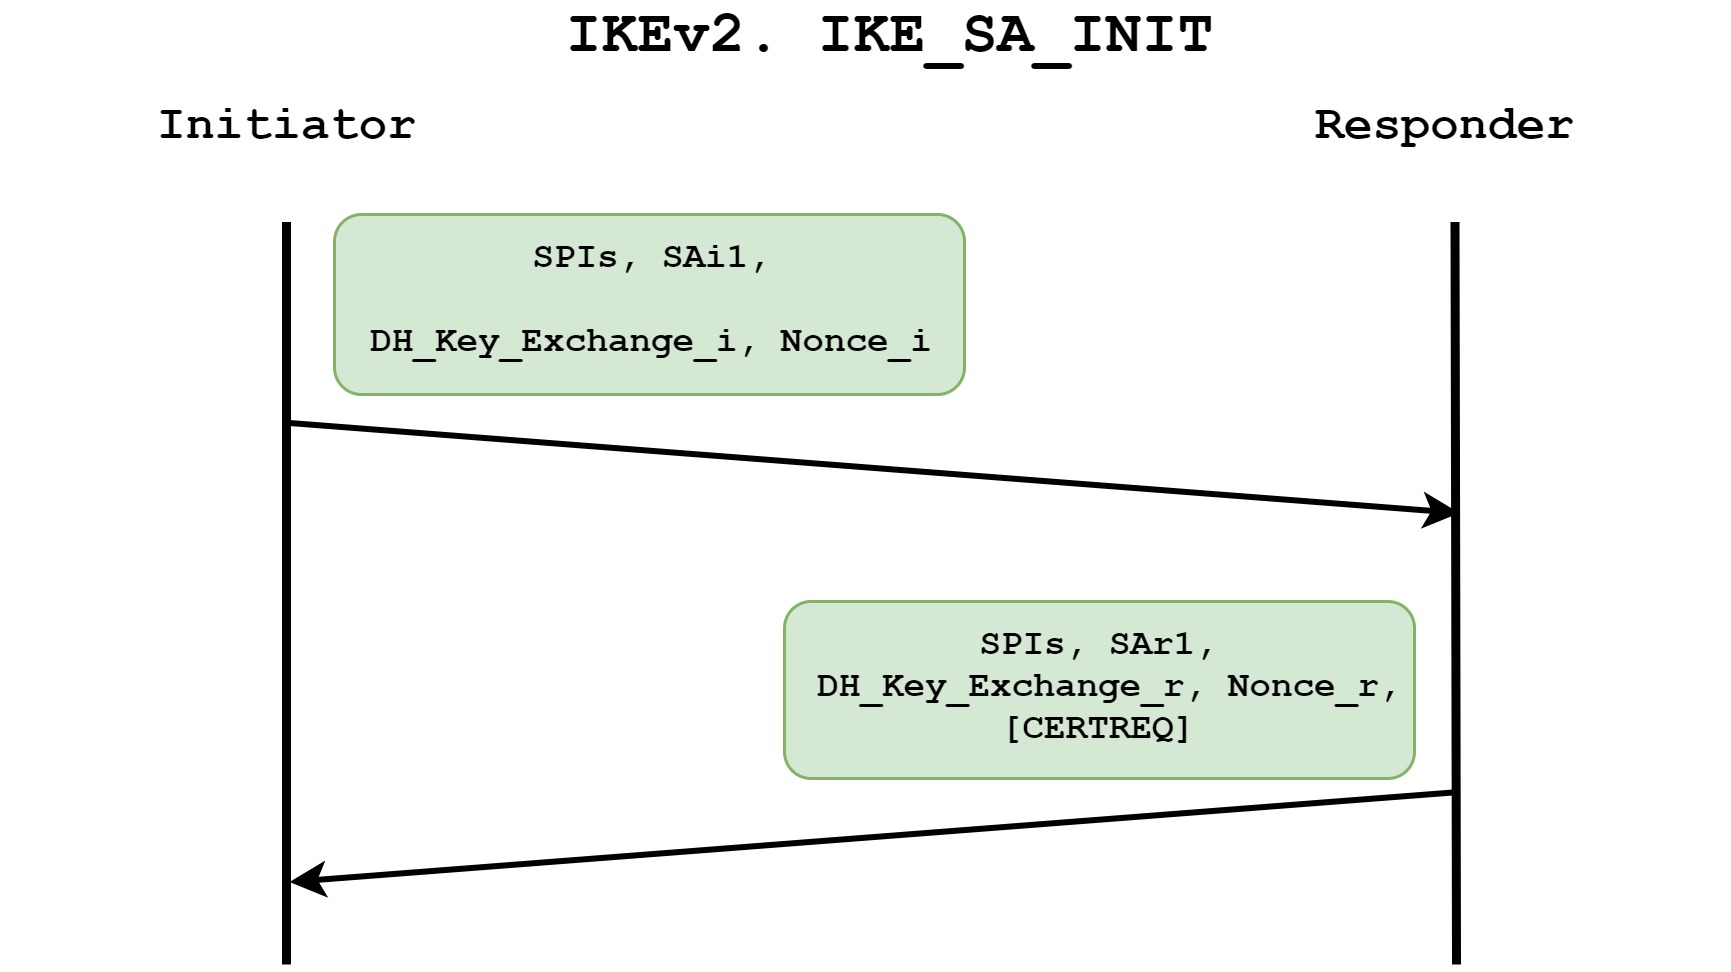 IKEv2. IKE_SA_INIT
Initiator
Responder
SPIs, SAi1,
DH_Key_Exchange_i, Nonce_i
SPIs, SAr1,
DH_Key_Exchange_r, Nonce_r,
[CERTREQ]